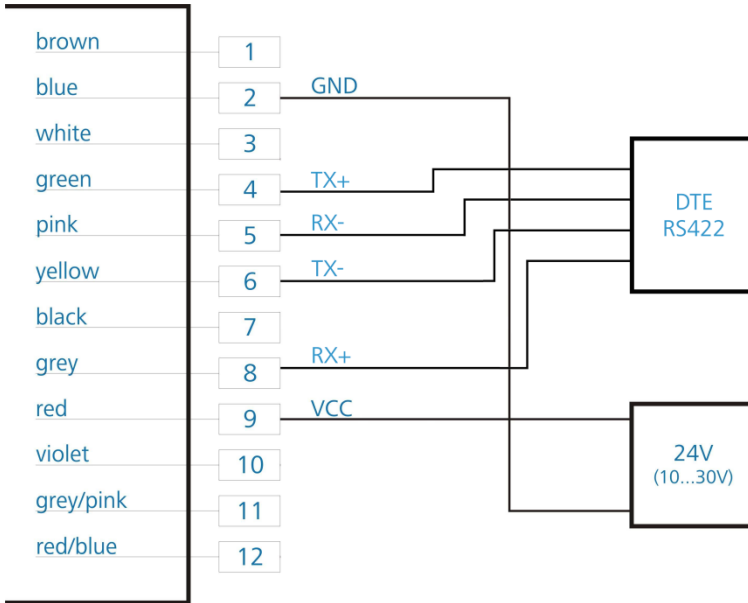 brown 1
blue 2 GND
white 3
green 4 TX+
pink 5 RX-
yellow 6 TX-
black 7
grey 8 RX+
red 9 VCC
violet 10
grey/pink 11
red/blue 12
DTE
RS422
24V
(10...30V)